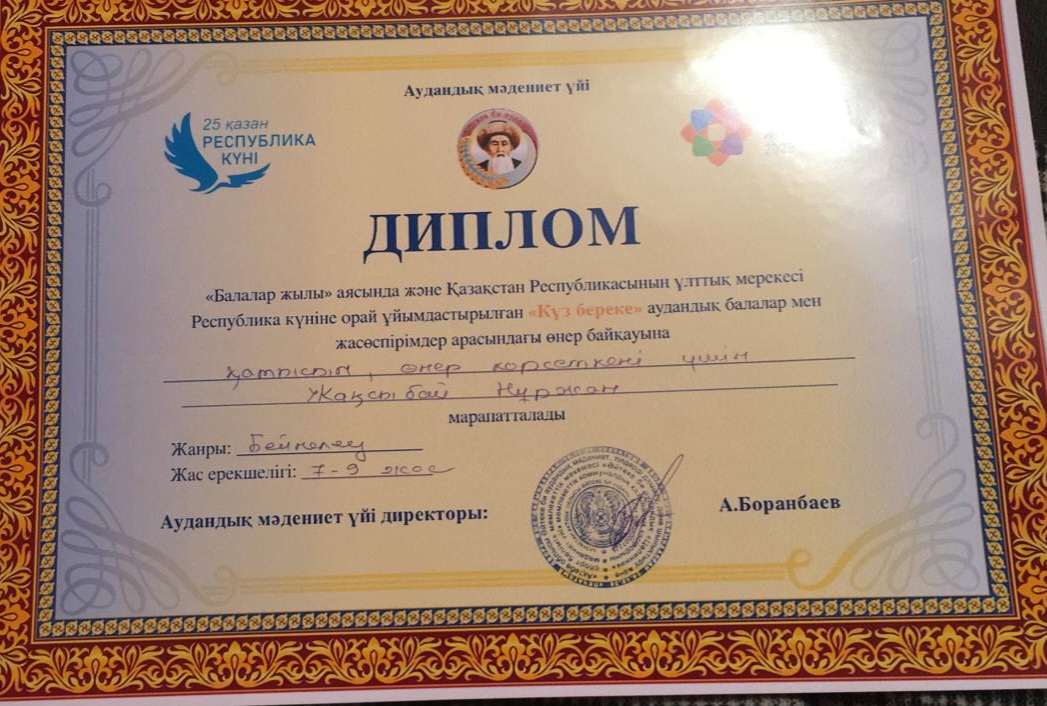 Аудандық мәдениет үйі
25 қазан
РЕСПУБЛИКА
КҮНІ
2022
ДИПЛОМ
«Балалар жылы» аясында және Қазақстан Республикасының ұлттық мерекесі
Республика күніне орай ұйымдастырылған «Күз береке» аудандық балалар мен
жасөспірімдер арасындағы өнер байқауына
қатысып, өнер көрсеткені үшін
Жақсыбай Нұржан
марапатталады
Жанры: Бейнелеу
Жас ерекшелігі: 7-9 жас
Аудандық мәдениет үйі директоры:
А.Боранбаев